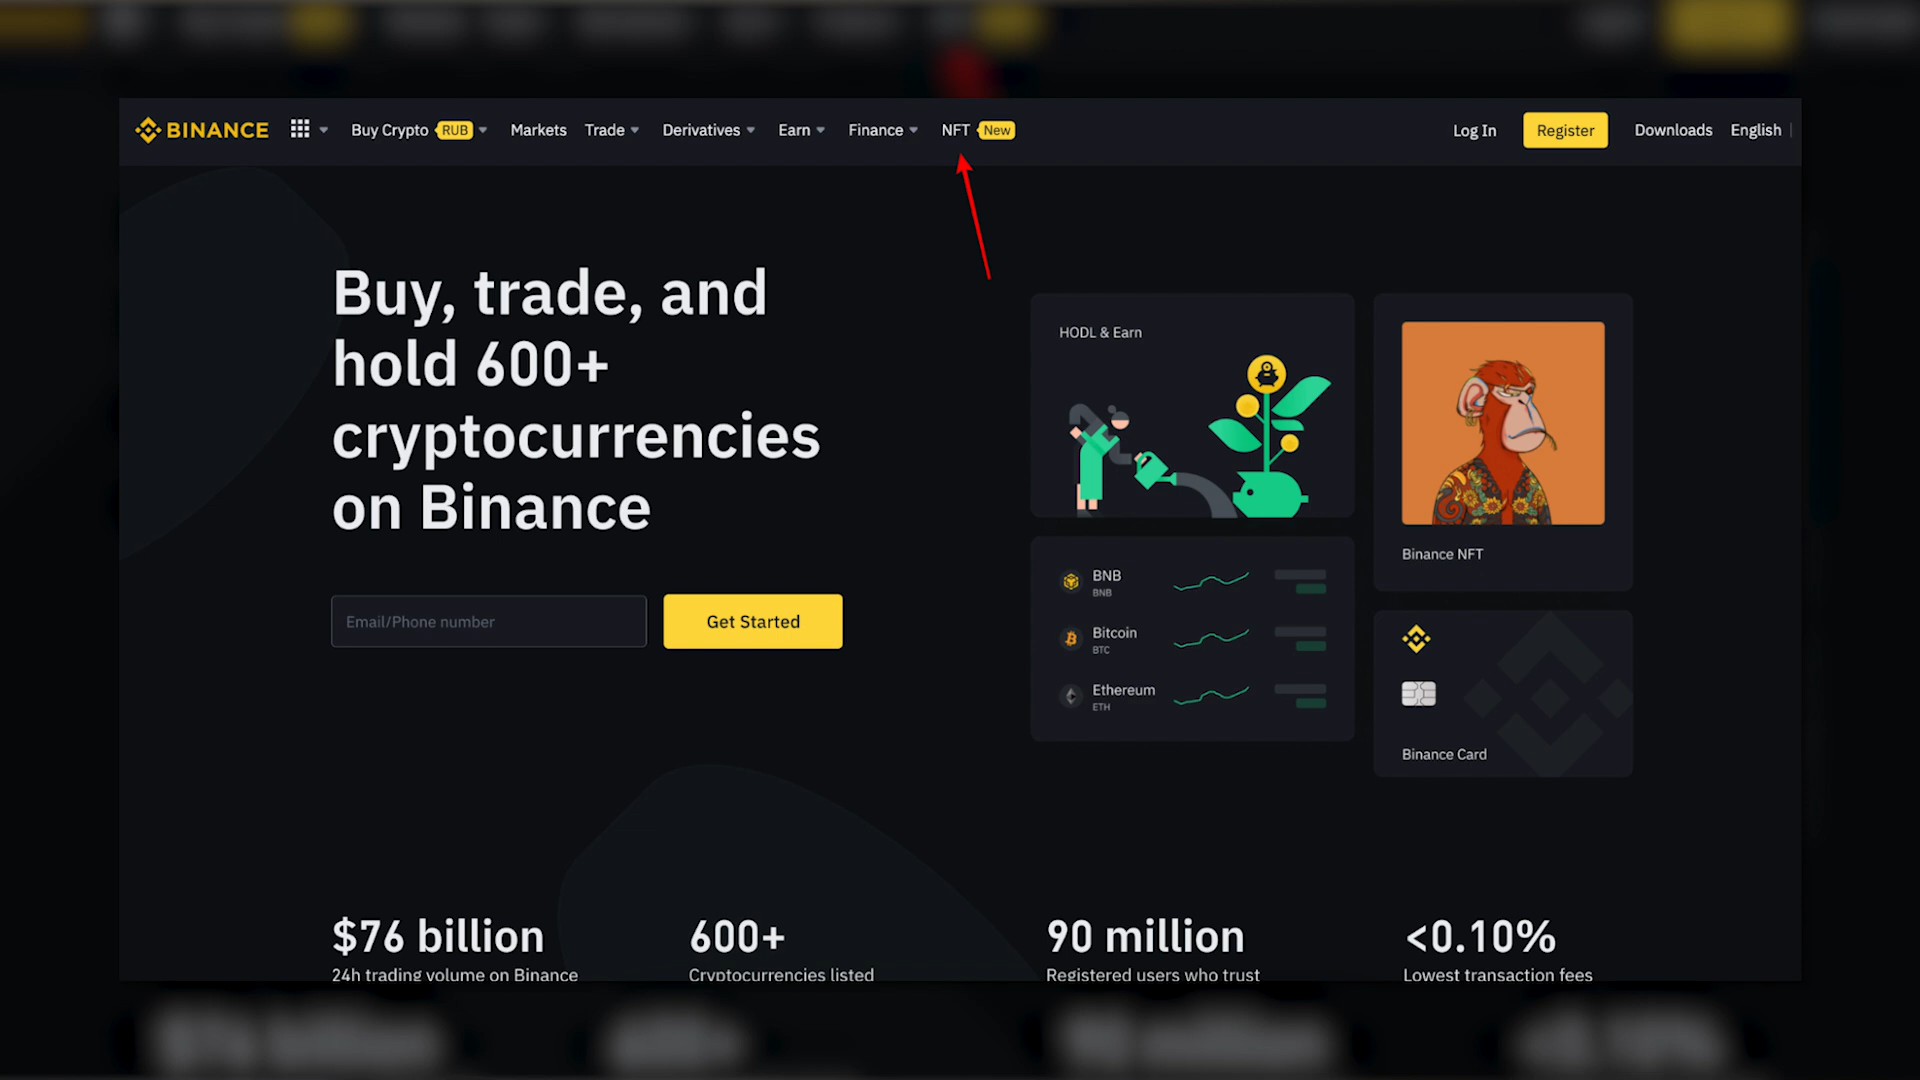 BINANCE
Buy Crypto RUB
Markets
Trade
Derivatives
Earn
Finance
NFT New
Log In
Register
Downloads
English
Buy, trade, and
hold 600+
cryptocurrencies
on Binance
Email/Phone number
Get Started
HODL & Earn
BNB
BNB
Bitcoin
BTC
Ethereum
ETH
Binance NFT
Binance Card
$76 billion
24h trading volume on Binance
600+
Cryptocurrencies listed
90 million
Registered users who trust
<0.10%
Lowest transaction fees